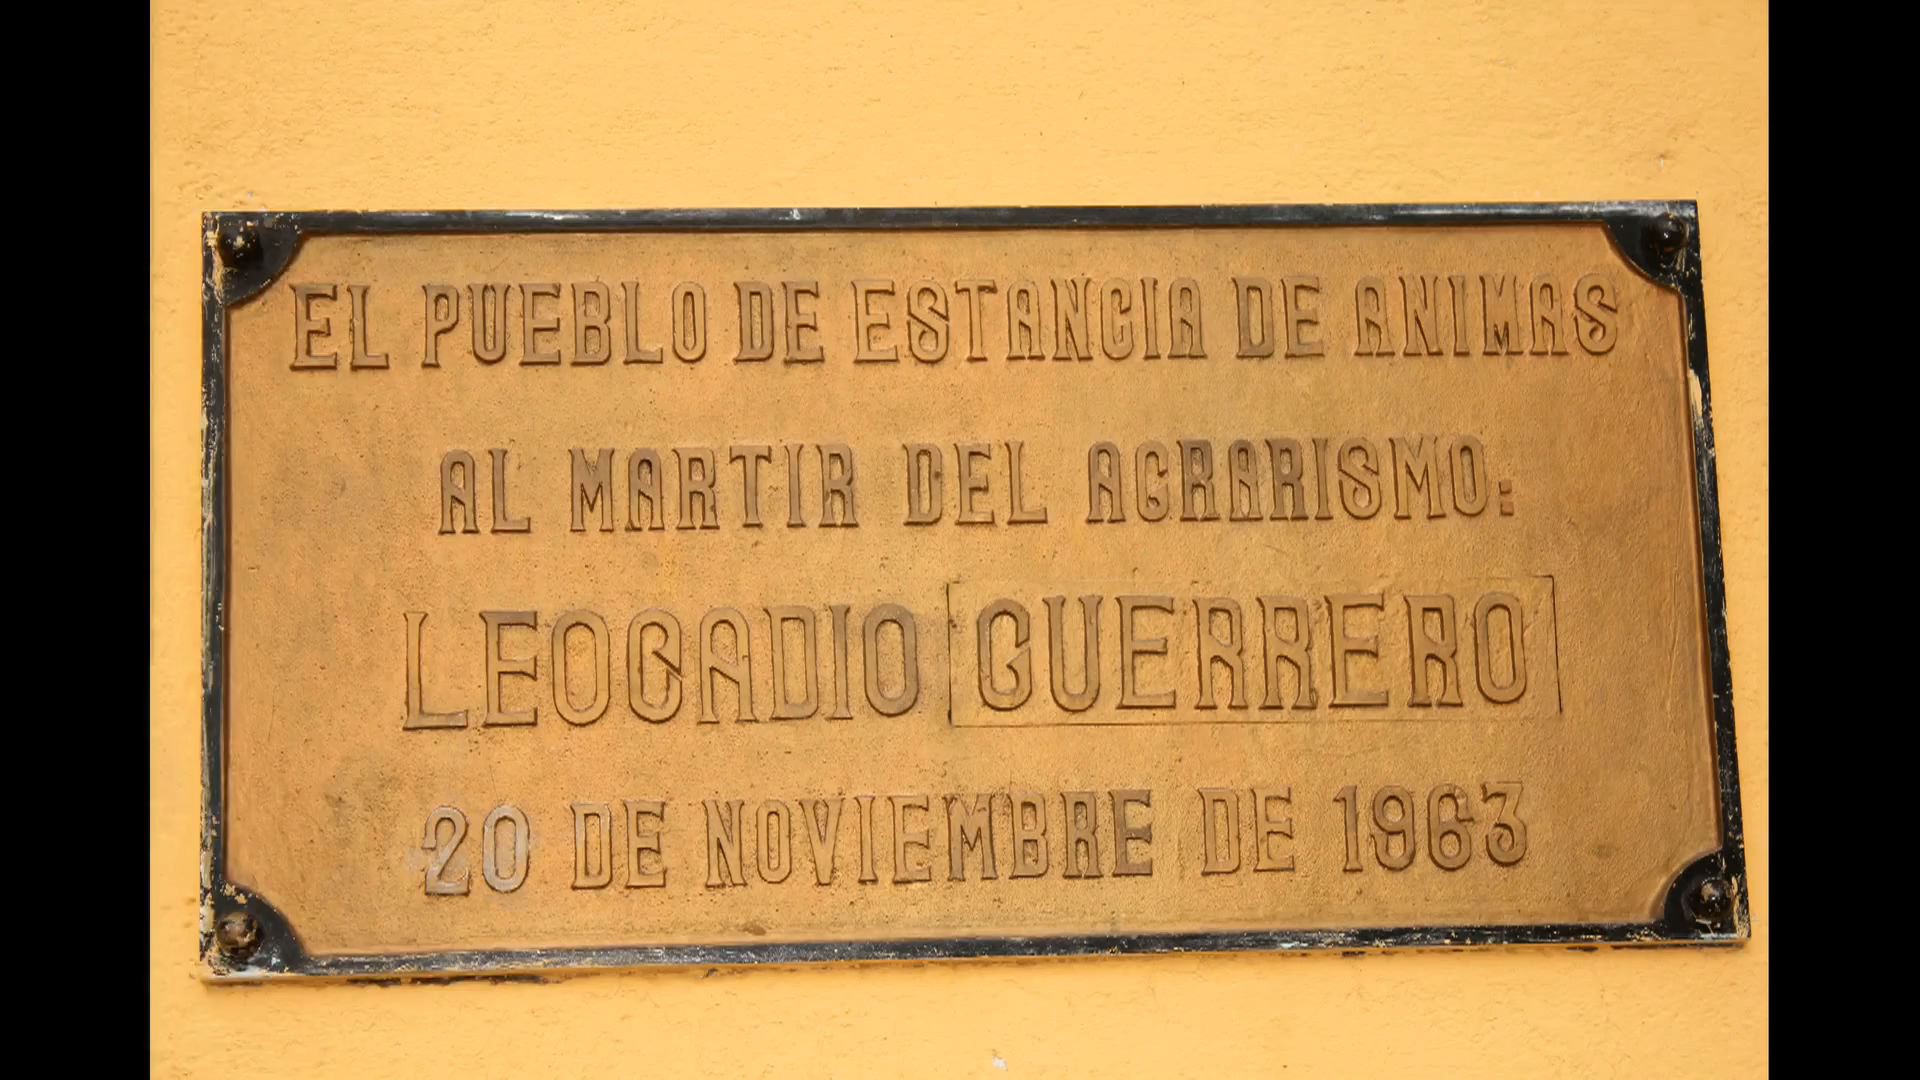 EL PUEBLO DE ESTANCIA DE ANIMAS
AL MARTIR DEL AGRARISMO:
LEOCADIO GUERRERO
20 DE NOVIEMBRE DE 1963